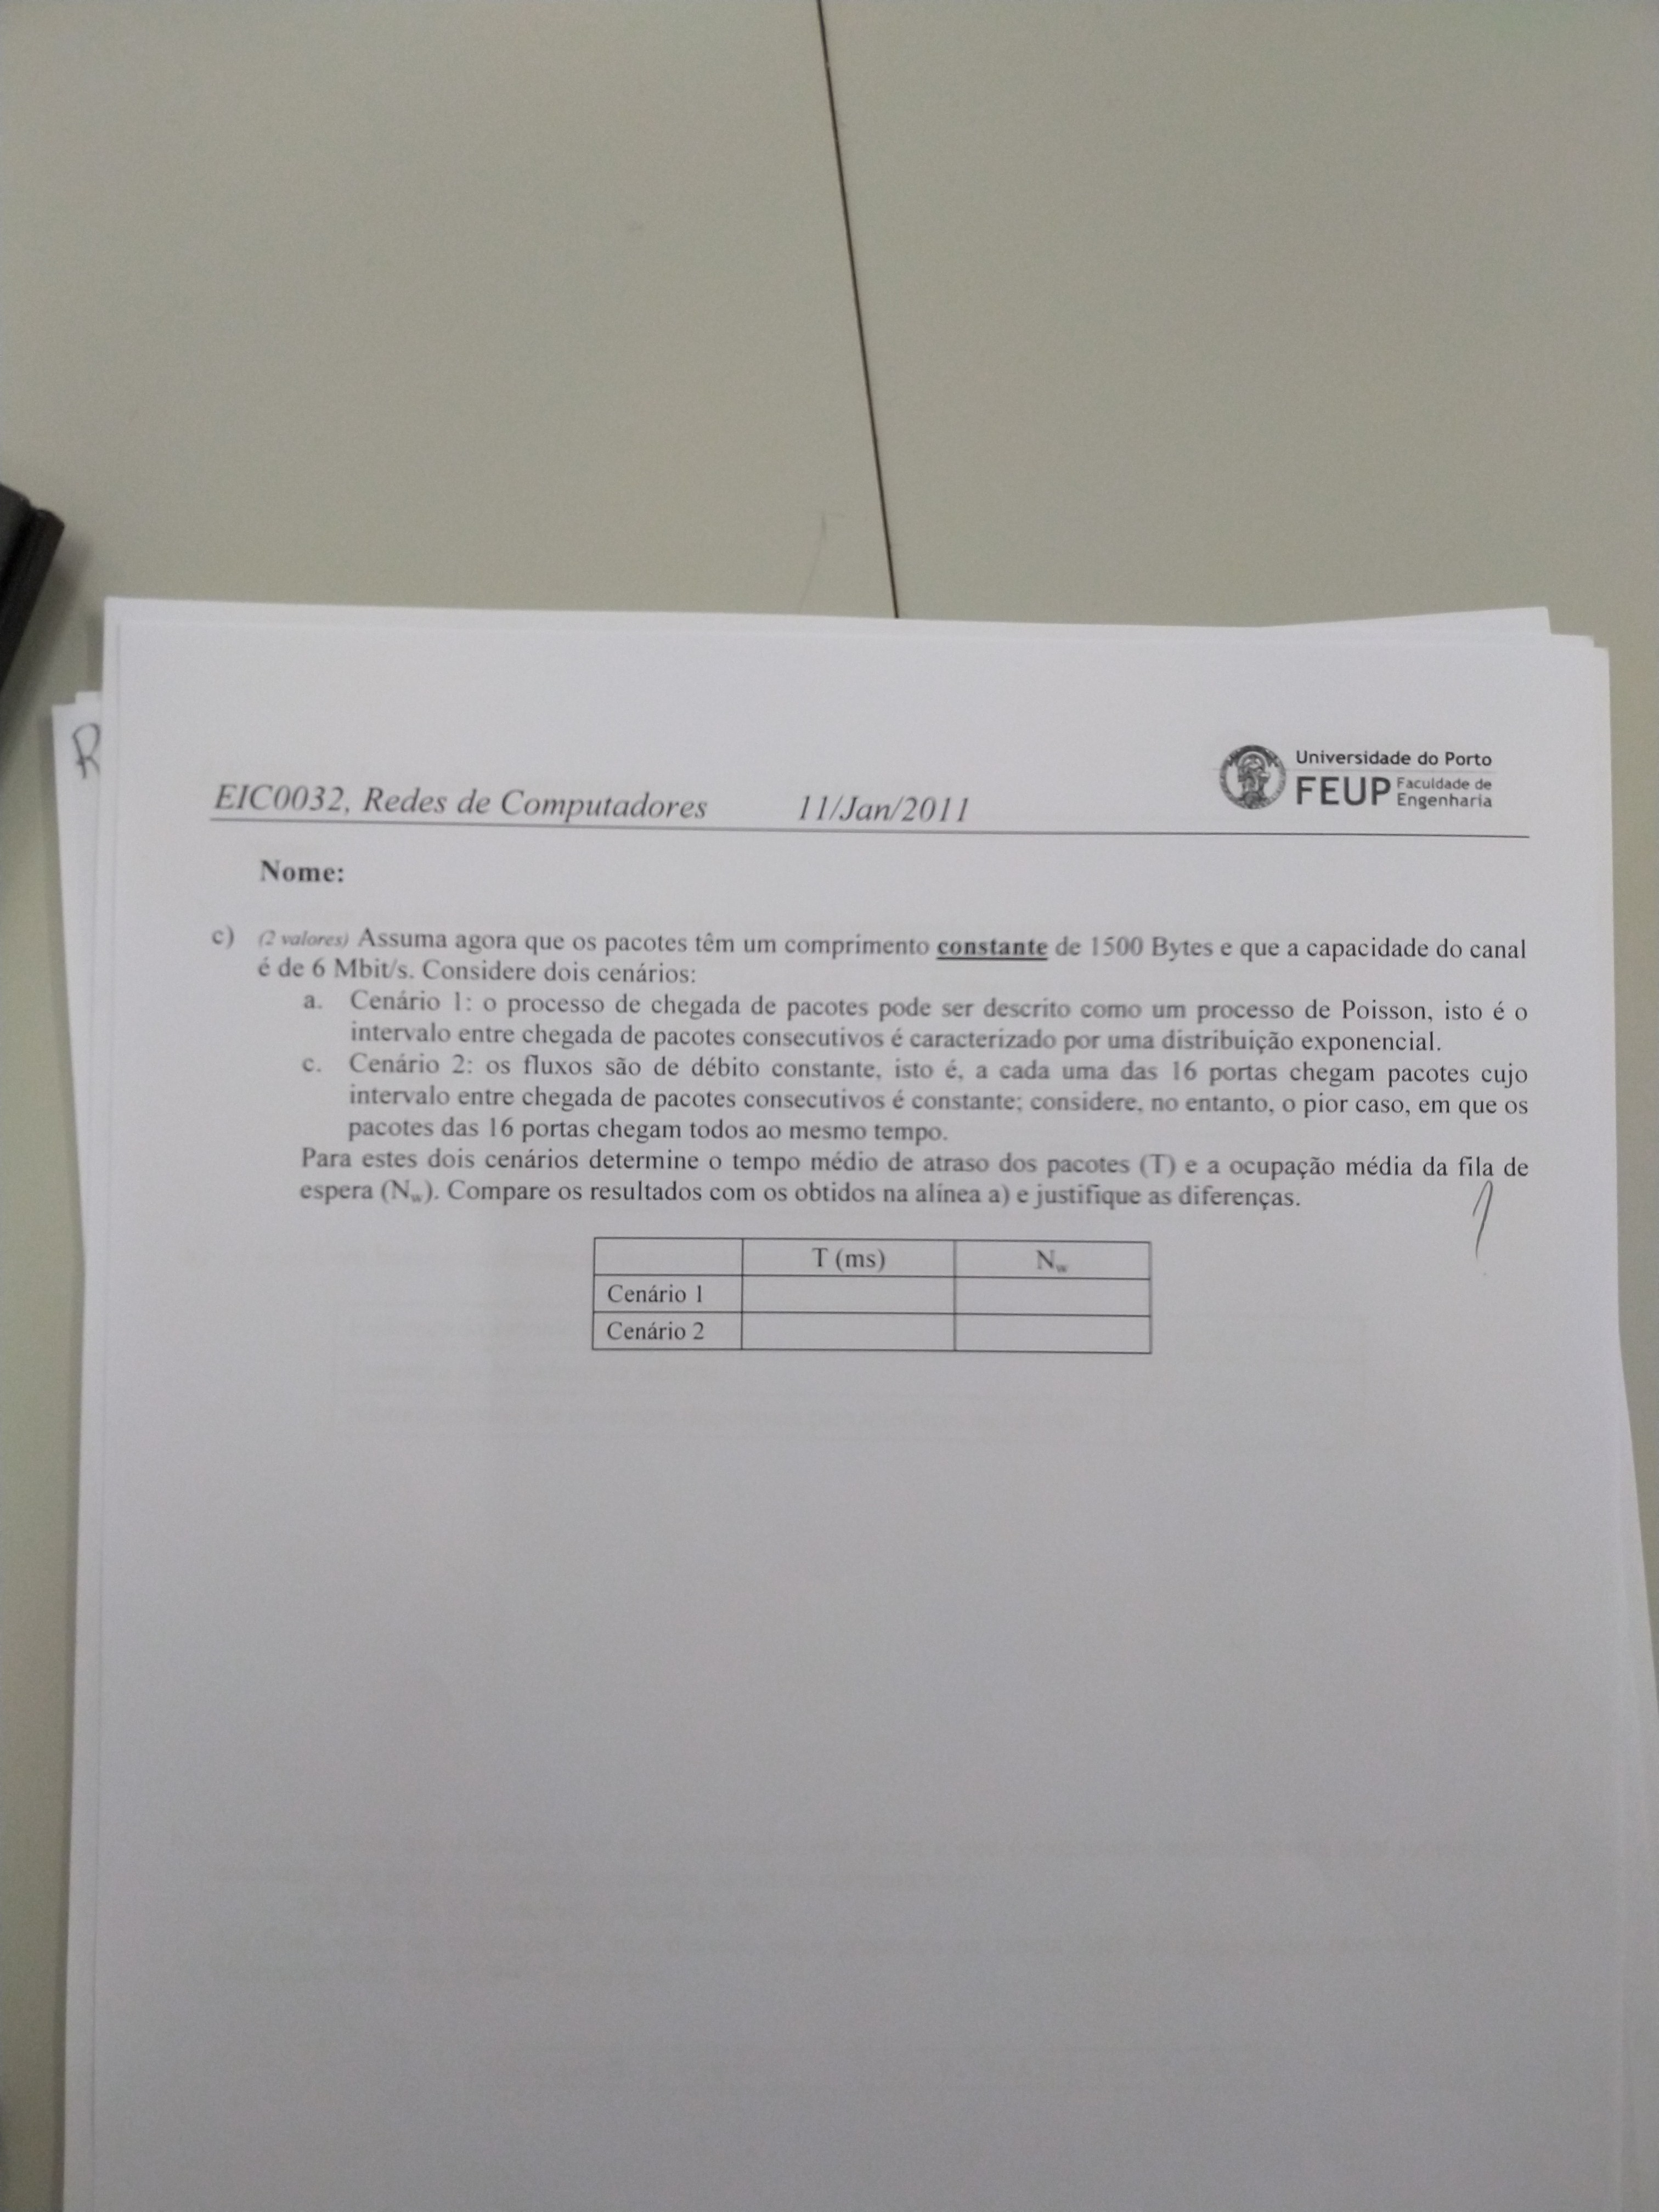 R
Universidade do Porto
FEUP Faculdade de Engenharia
EIC0032, Redes de Computadores 11/Jan/2011
Nome:
c) (2 valores) Assuma agora que os pacotes têm um comprimento constante de 1500 Bytes e que a capacidade do canal
é de 6 Mbit/s. Considere dois cenários:
a. Cenário 1: o processo de chegada de pacotes pode ser descrito como um processo de Poisson, isto é o
intervalo entre chegada de pacotes consecutivos é caracterizado por uma distribuição exponencial.
c. Cenário 2: os fluxos são de débito constante, isto é, a cada uma das 16 portas chegam pacotes cujo
intervalo entre chegada de pacotes consecutivos é constante; considere, no entanto, o pior caso, em que os
pacotes das 16 portas chegam todos ao mesmo tempo.
Para estes dois cenários determine o tempo médio de atraso dos pacotes (T) e a ocupação média da fila de
espera (Nw). Compare os resultados com os obtidos na alínea a) e justifique as diferenças.
T (ms) Nw
Cenário 1
Cenário 2